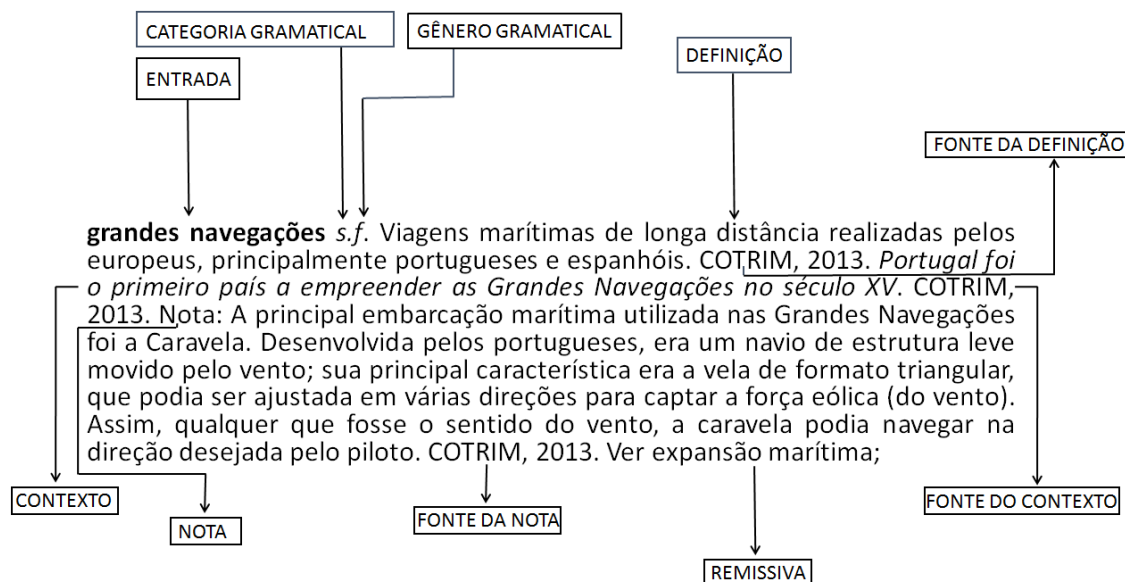 CATEGORIA GRAMATICAL
GÊNERO GRAMATICAL
DEFINIÇÃO
ENTRADA
FONTE DA DEFINIÇÃO
grandes navegações s.f. Viagens marítimas de longa distância realizadas pelos
europeus, principalmente portugueses e espanhóis. COTRIM, 2013. Portugal foi
o primeiro país a empreender as Grandes Navegações no século XV. COTRIM,
2013. Nota: A principal embarcação marítima utilizada nas Grandes Navegações
foi a Caravela. Desenvolvida pelos portugueses, era um navio de estrutura leve
movido pelo vento; sua principal característica era a vela de formato triangular,
que podia ser ajustada em várias direções para captar a força eólica (do vento).
Assim, qualquer que fosse o sentido do vento, a caravela podia navegar na
direção desejada pelo piloto. COTRIM, 2013. Ver expansão marítima;
CONTEXTO
NOTA
FONTE DA NOTA
FONTE DO CONTEXTO
REMISSIVA